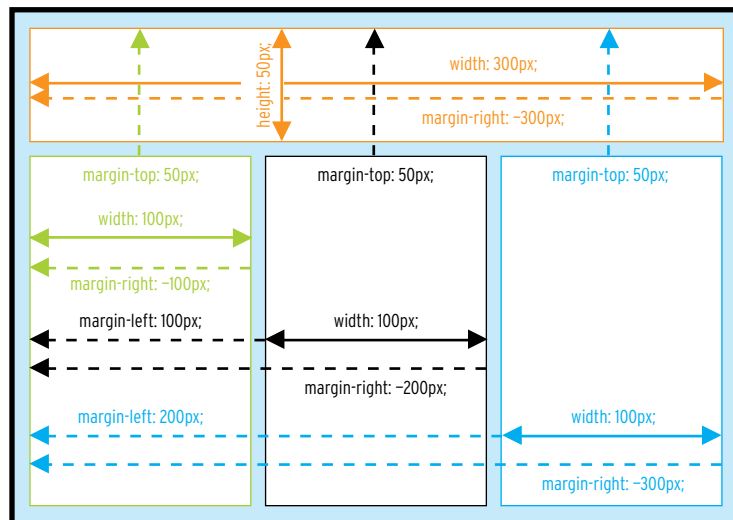 width: 300px;
height: 50px;
margin-right: −300px;
margin-top: 50px;
margin-top: 50px;
margin-top: 50px;
width: 100px;
margin-right: −100px;
margin-left: 100px;
width: 100px;
margin-right: −200px;
margin-left: 200px;
width: 100px;
margin-right: −300px;